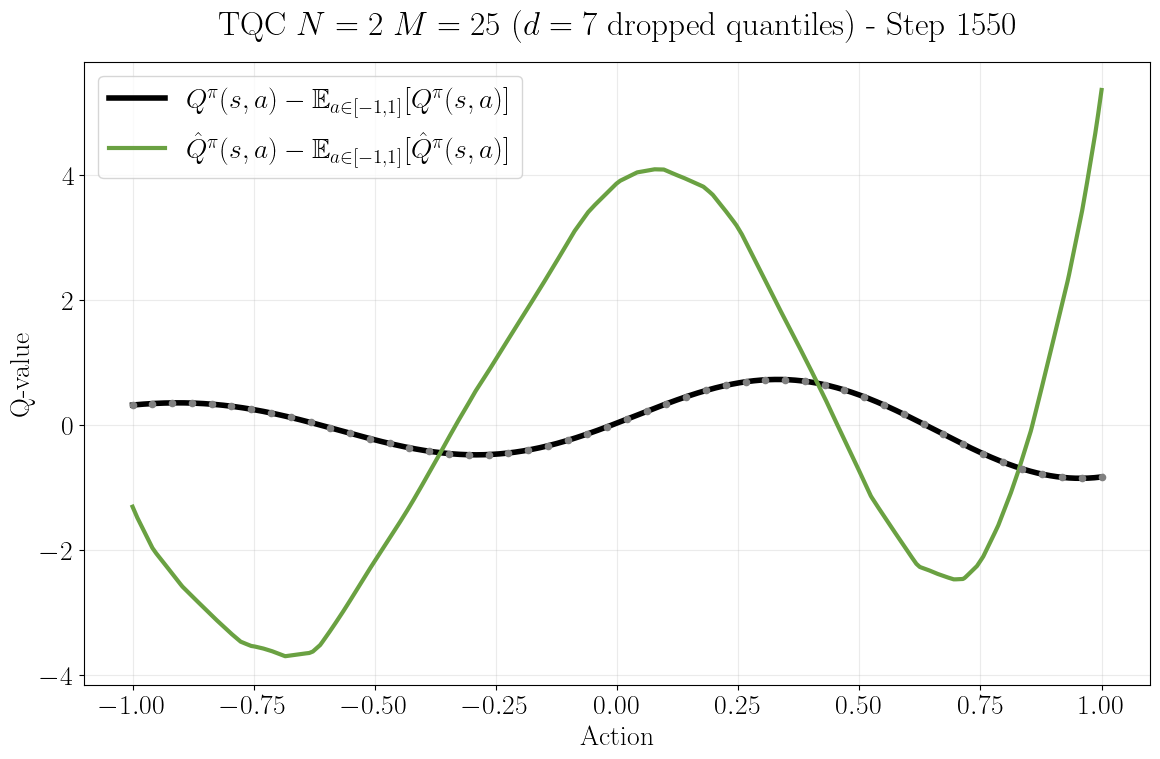 TQC N = 2 M = 25 (d = 7 dropped quantiles) - Step 1550
Q^π(s, a) − 𝔼_{a∈[−1,1]}[Q^π(s, a)]
Q̂^π(s, a) − 𝔼_{a∈[−1,1]}[Q̂^π(s, a)]
4
2
0
−2
−4
Q-value
−1.00 −0.75 −0.50 −0.25 0.00 0.25 0.50 0.75 1.00
Action